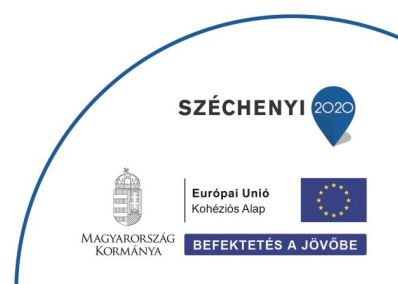 SZÉCHENYI 2020
Európai Unió
Kohéziós Alap
MAGYARORSZÁG
KORMÁNYA
BEFEKTETÉS A JÖVŐBE